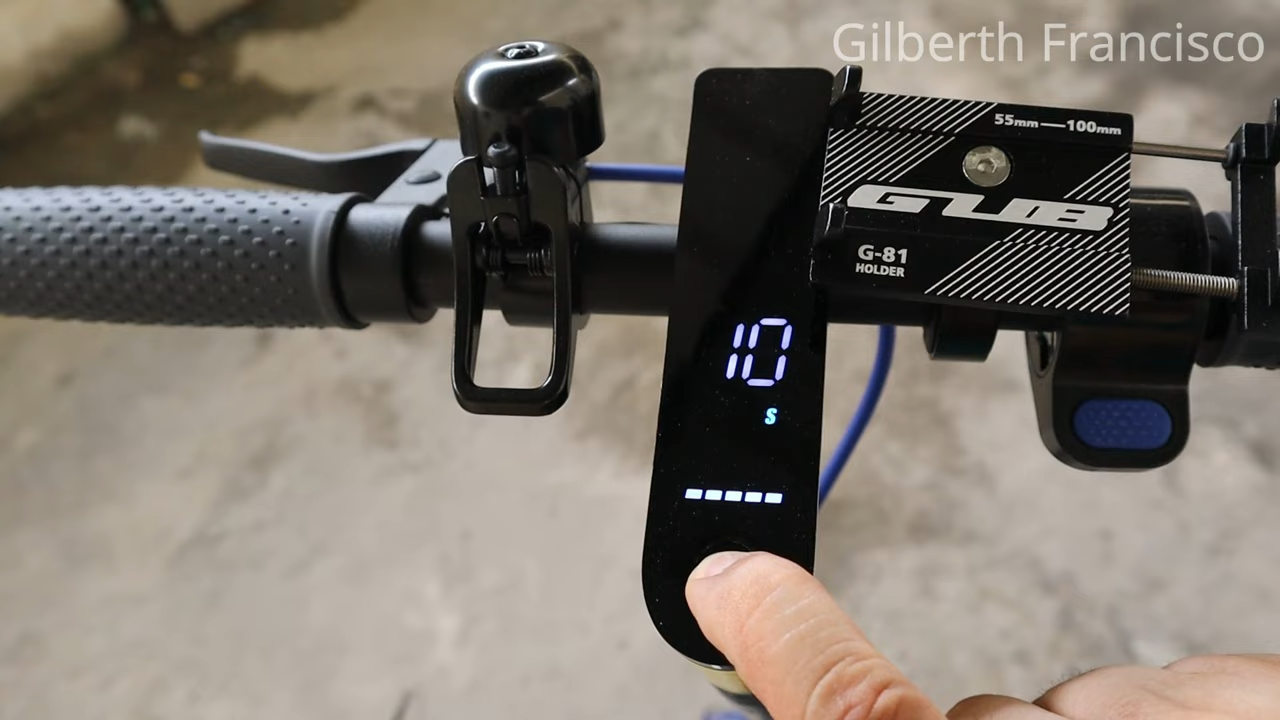 Gilberth Francisco
55mm—100mm
GUB
G-81
HOLDER
10
S